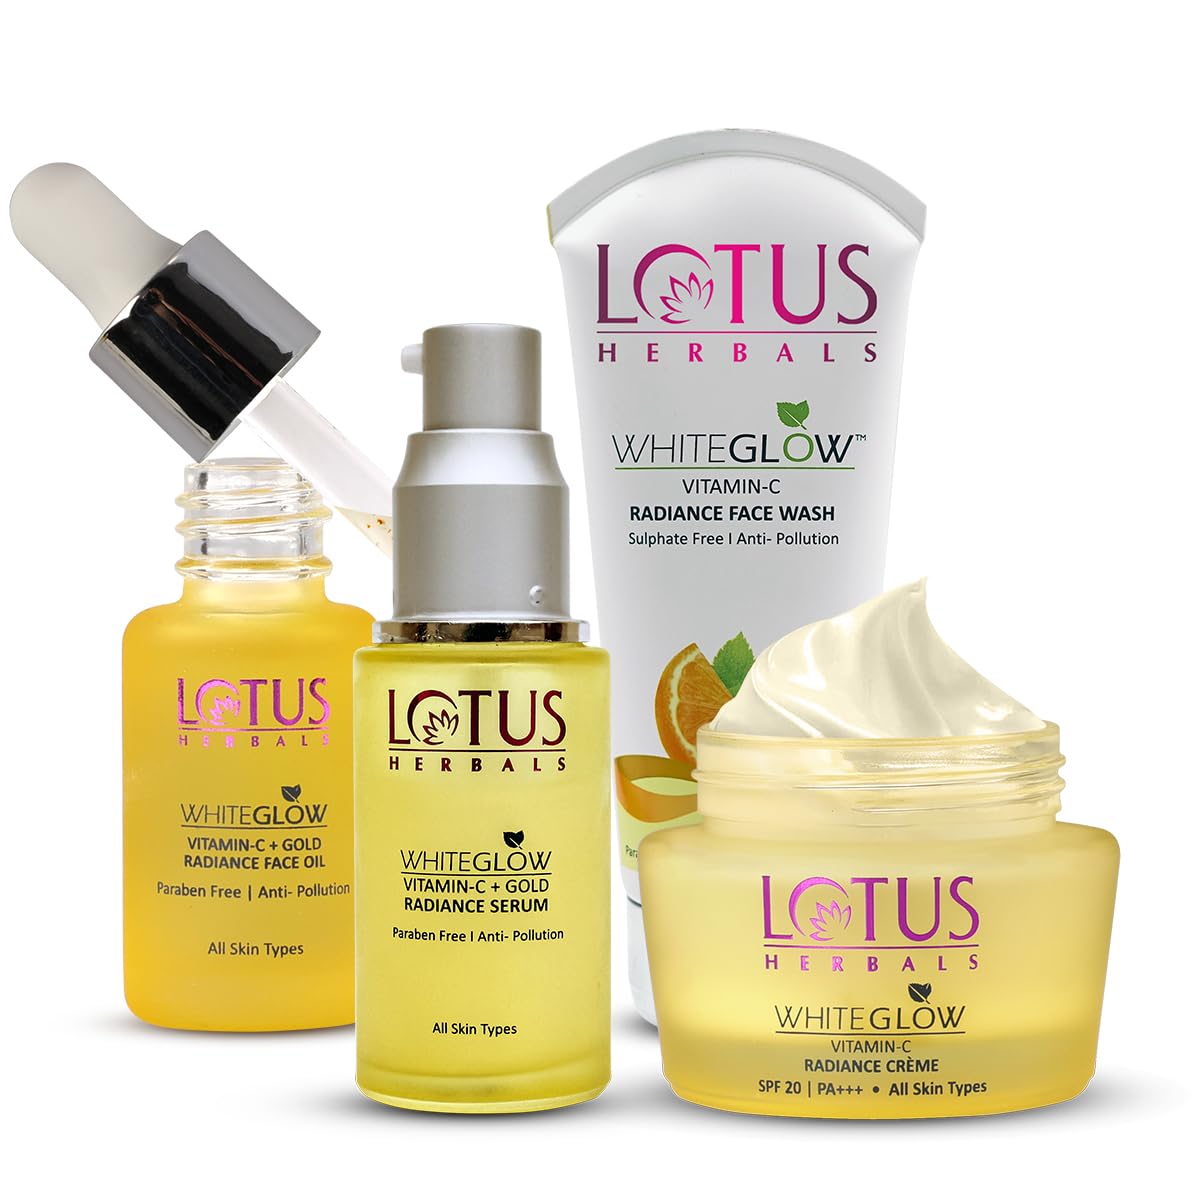 LOTUS
HERBALS
WHITEGLOW™
VITAMIN-C
RADIANCE FACE WASH
Sulphate Free I Anti- Pollution
LOTUS
HERBALS
WHITEGLOW
VITAMIN-C + GOLD
RADIANCE FACE OIL
Paraben Free | Anti- Pollution
All Skin Types
LOTUS
HERBALS
WHITEGLOW
VITAMIN-C + GOLD
RADIANCE SERUM
Paraben Free I Anti- Pollution
All Skin Types
LOTUS
HERBALS
WHITEGLOW
VITAMIN-C
RADIANCE CRÈME
SPF 20 | PA+++ • All Skin Types